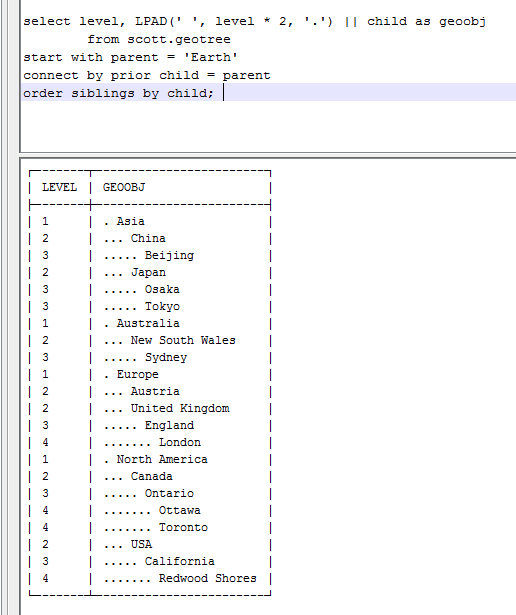 select level, LPAD(' ', level * 2, '.') || child as geoobj
from scott.geotree
start with parent = 'Earth'
connect by prior child = parent
order siblings by child;
LEVEL GEOOBJ
1 . Asia
2 ... China
3 ..... Beijing
2 ... Japan
3 ..... Osaka
3 ..... Tokyo
1 . Australia
2 ... New South Wales
3 ..... Sydney
1 . Europe
2 ... Austria
2 ... United Kingdom
3 ..... England
4 ....... London
1 . North America
2 ... Canada
3 ..... Ontario
4 ....... Ottawa
4 ....... Toronto
2 ... USA
3 ..... California
4 ....... Redwood Shores